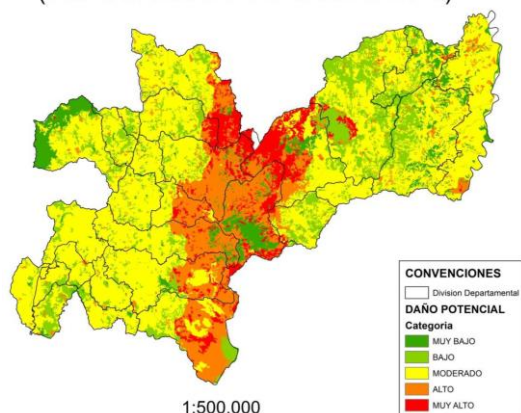 1:500.000
CONVENCIONES
Division Departamental
DAÑO POTENCIAL
Categoria
MUY BAJO
BAJO
MODERADO
ALTO
MUY ALTO